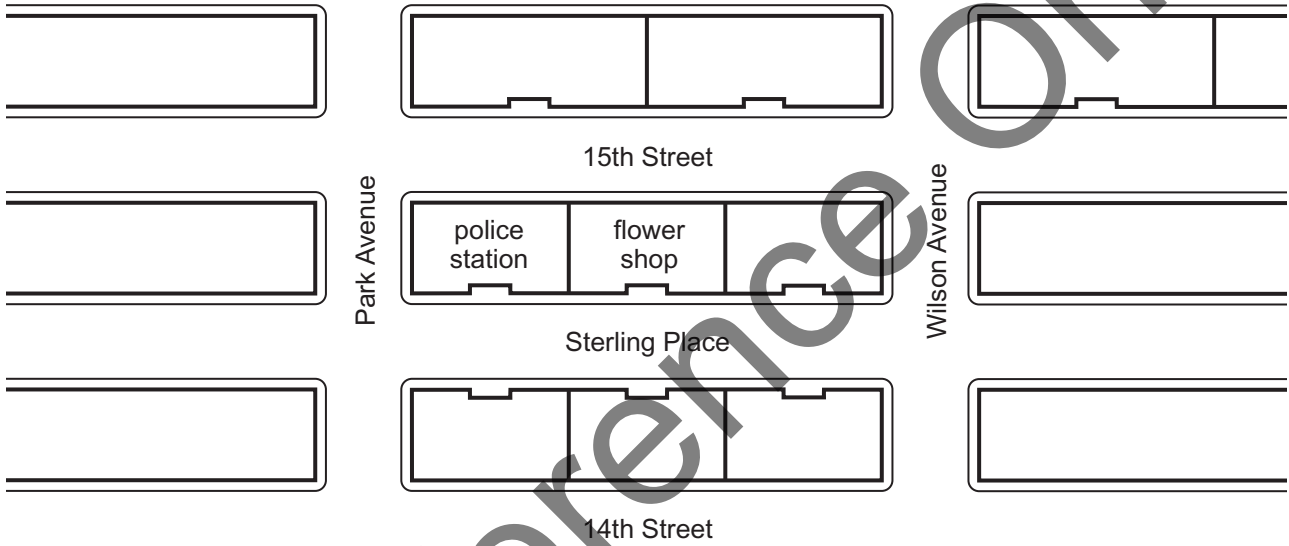 15th Street
Park Avenue
police
station
flower
shop
Wilson Avenue
Sterling Place
14th Street